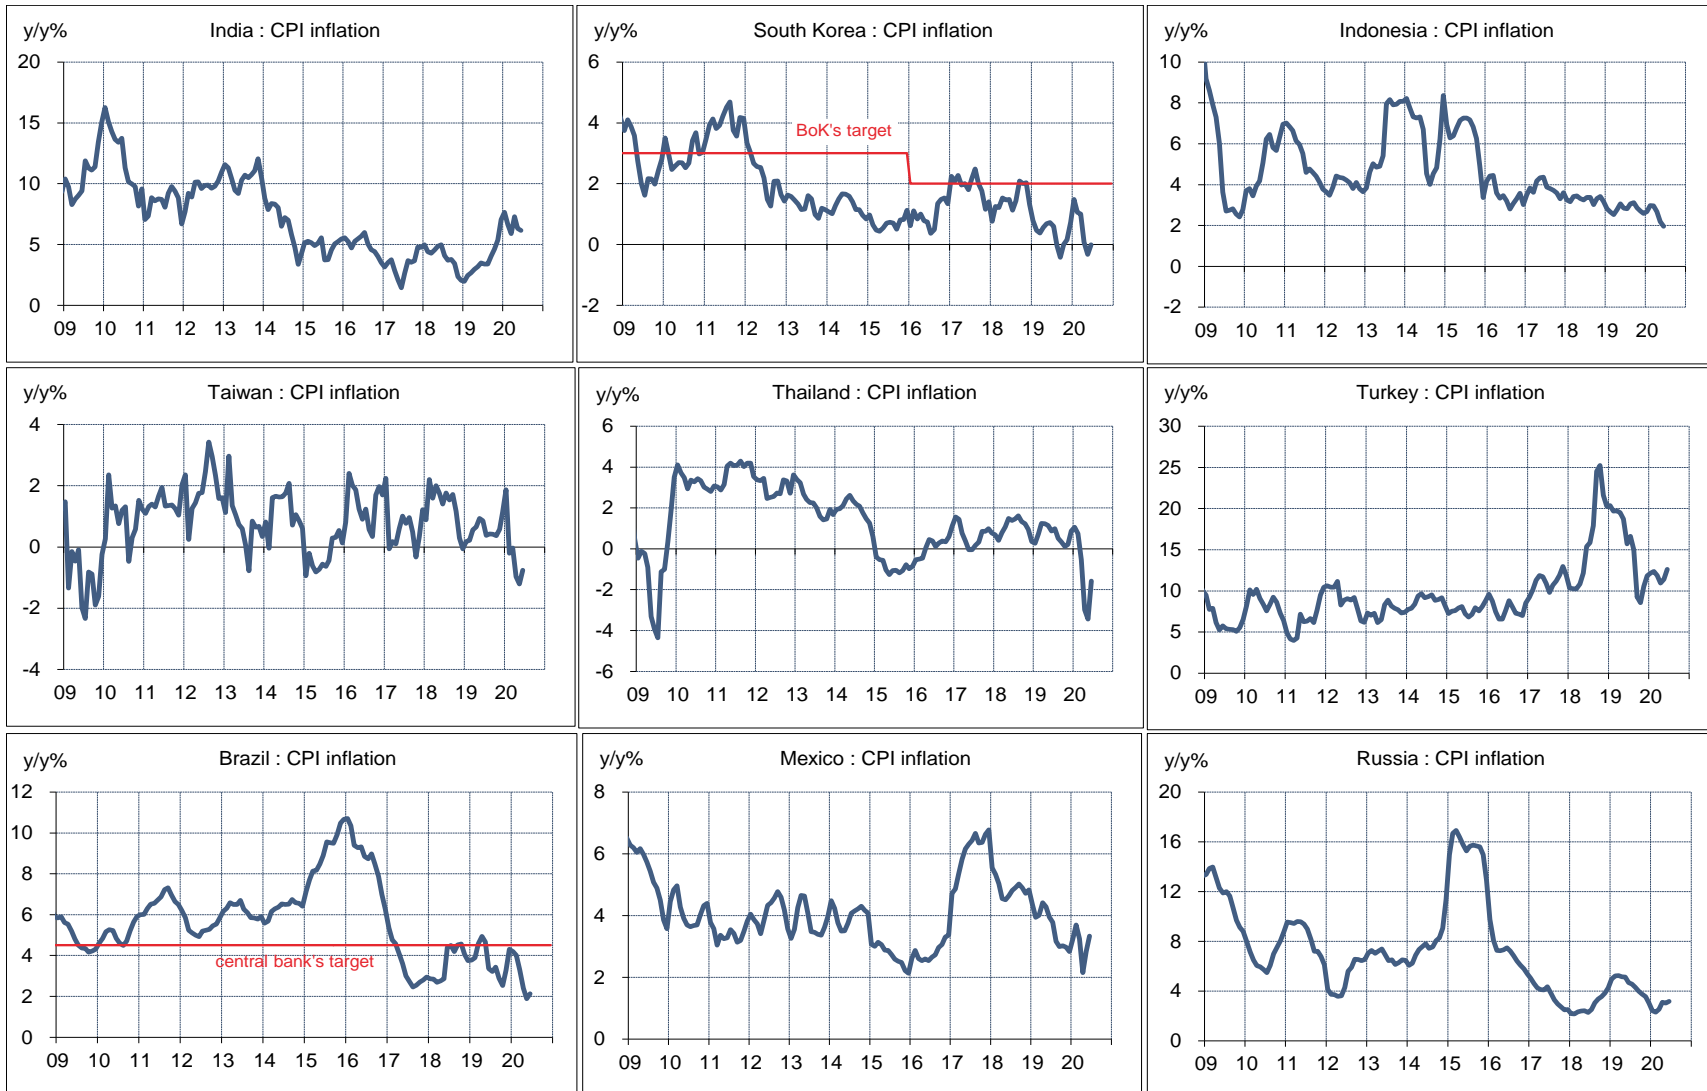 y/y%
India : CPI inflation
20
15
10
5
0
09 10 11 12 13 14 15 16 17 18 19 20
y/y%
South Korea : CPI inflation
6
4
2
0
-2
BoK's target
09 10 11 12 13 14 15 16 17 18 19 20
y/y%
Indonesia : CPI inflation
10
8
6
4
2
0
-2
09 10 11 12 13 14 15 16 17 18 19 20
y/y%
Taiwan : CPI inflation
4
2
0
-2
-4
09 10 11 12 13 14 15 16 17 18 19 20
y/y%
Thailand : CPI inflation
6
4
2
0
-2
-4
-6
09 10 11 12 13 14 15 16 17 18 19 20
y/y%
Turkey : CPI inflation
30
25
20
15
10
5
0
09 10 11 12 13 14 15 16 17 18 19 20
y/y%
Brazil : CPI inflation
12
10
8
6
4
2
0
central bank's target
09 10 11 12 13 14 15 16 17 18 19 20
y/y%
Mexico : CPI inflation
8
6
4
2
0
09 10 11 12 13 14 15 16 17 18 19 20
y/y%
Russia : CPI inflation
20
16
12
8
4
0
09 10 11 12 13 14 15 16 17 18 19 20